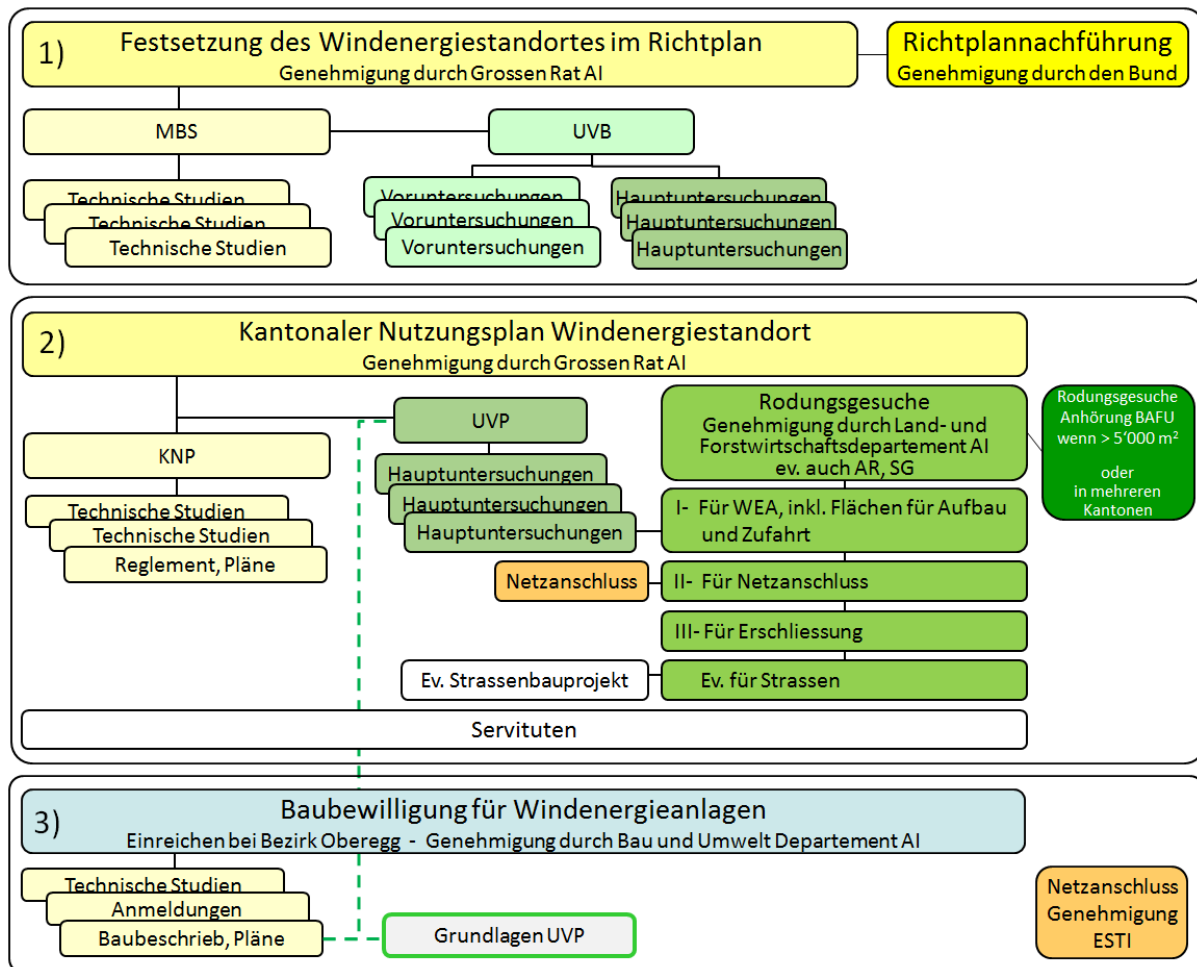 1)
Festsetzung des Windenergiestandortes im Richtplan
Genehmigung durch Grossen Rat AI
Richtplannachführung
Genehmigung durch den Bund
MBS
UVB
Technische Studien
Technische Studien
Technische Studien
Voruntersuchungen
Voruntersuchungen
Voruntersuchungen
Hauptuntersuchungen
Hauptuntersuchungen
Hauptuntersuchungen
2)
Kantonaler Nutzungsplan Windenergiestandort
Genehmigung durch Grossen Rat AI
KNP
Technische Studien
Technische Studien
Reglement, Pläne
UVP
Hauptuntersuchungen
Hauptuntersuchungen
Hauptuntersuchungen
Rodungsgesuche
Genehmigung durch Land- und
Forstwirtschaftsdepartement AI
ev. auch AR, SG
Rodungsgesuche
Anhörung BAFU
wenn > 5‘000 m²
oder
in mehreren
Kantonen
I- Für WEA, inkl. Flächen für Aufbau
und Zufahrt
Netzanschluss
II- Für Netzanschluss
III- Für Erschliessung
Ev. Strassenbauprojekt
Ev. für Strassen
Servituten
3)
Baubewilligung für Windenergieanlagen
Einreichen bei Bezirk Oberegg - Genehmigung durch Bau und Umwelt Departement AI
Technische Studien
Anmeldungen
Baubeschrieb, Pläne
Grundlagen UVP
Netzanschluss
Genehmigung
ESTI